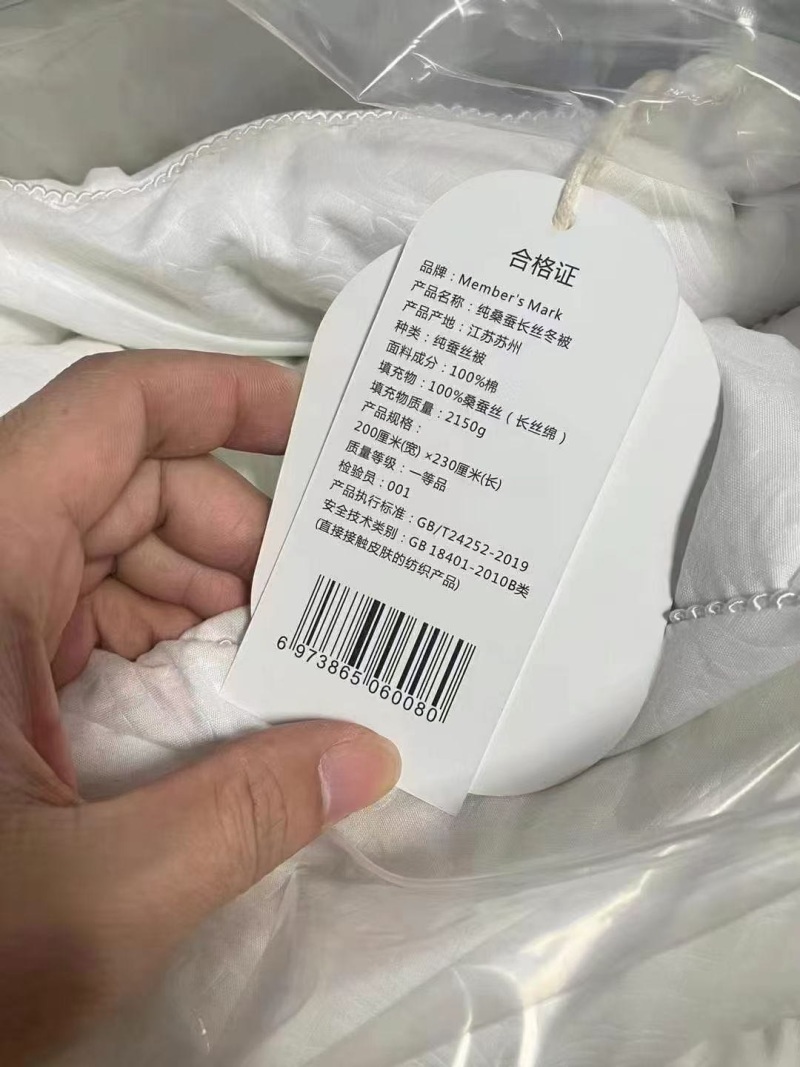 合格证
品牌：Member's Mark
产品名称：纯桑蚕长丝冬被
产品产地：江苏苏州
种类：纯蚕丝被
面料成分：100%棉
填充物：100%桑蚕丝（长丝绵）
填充物质量：2150g
产品规格：
200厘米(审) ×230厘米(长)
质量等级：一等品
检验员：001
产品执行标准：GB/T24252-2019
安全技术类别：GB 18401-2010B类
(直接接触皮肤的纺织产品)
6 973865 060080